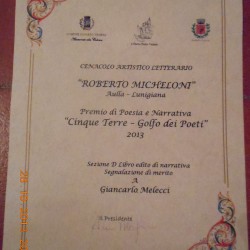 CENACOLO ARTISTICO LETTERARIO
"ROBERTO MICHELONI"
Aulla - Lunigiana
Premio di Poesia e Narrativa
"Cinque Terre - Golfo dei Poeti"
2013
Sezione D Libro edito di narrativa
Segnalazione di merito
A
Giancarlo Melecci
Il Presidente